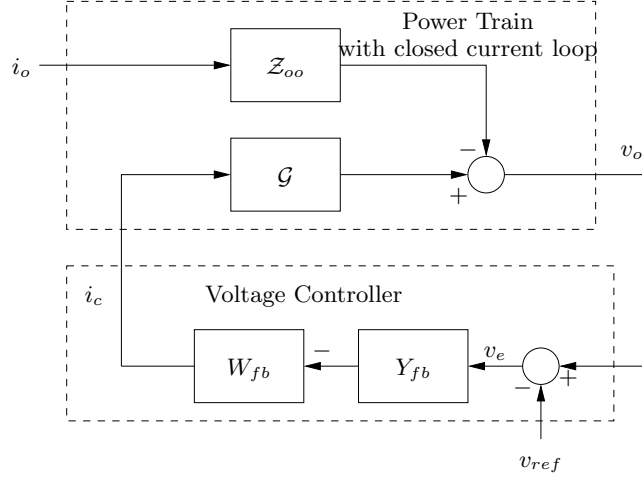 Power Train
with closed current loop
i_o
𝒵_oo
−
v_o
𝒢
+
i_c
Voltage Controller
−
v_e
W_fb
Y_fb
−
+
v_ref